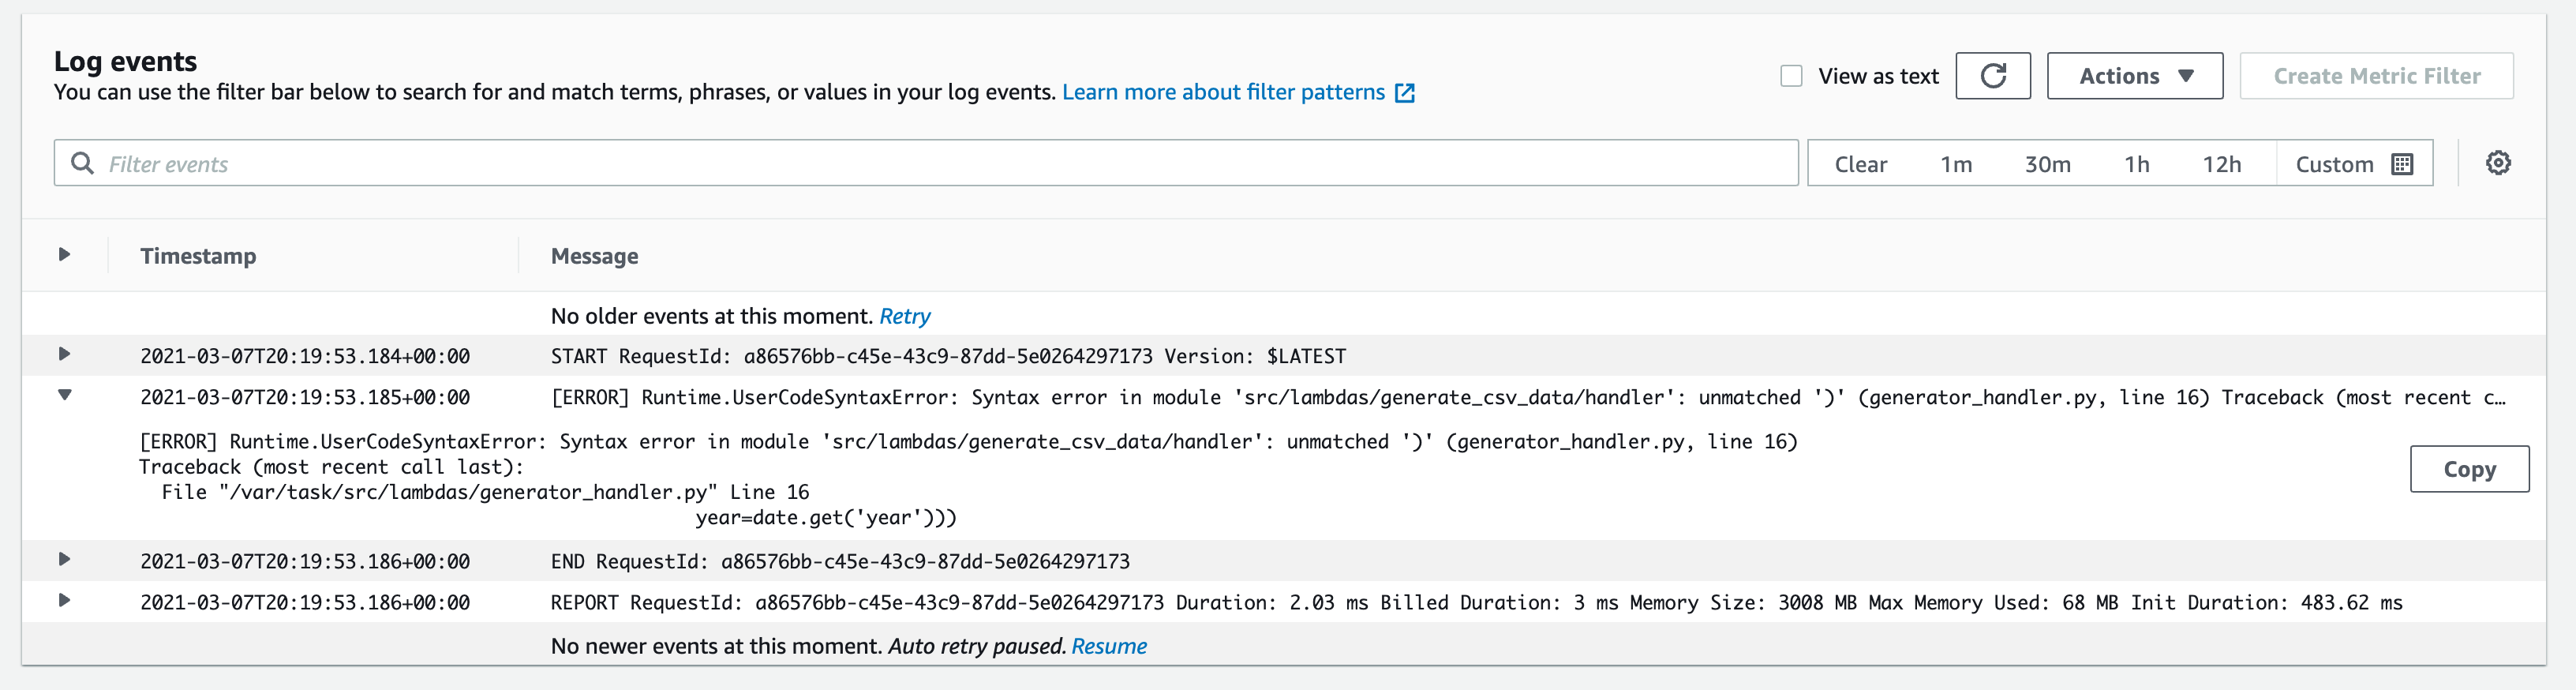 Log events
You can use the filter bar below to search for and match terms, phrases, or values in your log events. Learn more about filter patterns
View as text
Actions
Create Metric Filter
Filter events
Clear 1m 30m 1h 12h Custom
Timestamp Message
No older events at this moment. Retry
2021-03-07T20:19:53.184+00:00 START RequestId: a86576bb-c45e-43c9-87dd-5e0264297173 Version: $LATEST
2021-03-07T20:19:53.185+00:00 [ERROR] Runtime.UserCodeSyntaxError: Syntax error in module 'src/lambdas/generate_csv_data/handler': unmatched ')' (generator_handler.py, line 16) Traceback (most recent c…
[ERROR] Runtime.UserCodeSyntaxError: Syntax error in module 'src/lambdas/generate_csv_data/handler': unmatched ')' (generator_handler.py, line 16)
Traceback (most recent call last):
File "/var/task/src/lambdas/generator_handler.py" Line 16
year=date.get('year')))
Copy
2021-03-07T20:19:53.186+00:00 END RequestId: a86576bb-c45e-43c9-87dd-5e0264297173
2021-03-07T20:19:53.186+00:00 REPORT RequestId: a86576bb-c45e-43c9-87dd-5e0264297173 Duration: 2.03 ms Billed Duration: 3 ms Memory Size: 3008 MB Max Memory Used: 68 MB Init Duration: 483.62 ms
No newer events at this moment. Auto retry paused. Resume